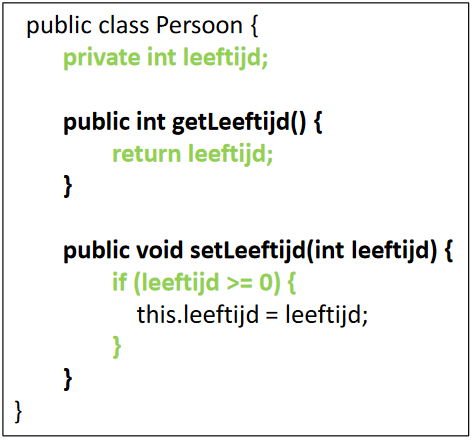 public class Persoon {
private int leeftijd;
public int getLeeftijd() {
return leeftijd;
}
public void setLeeftijd(int leeftijd) {
if (leeftijd >= 0) {
this.leeftijd = leeftijd;
}
}
}